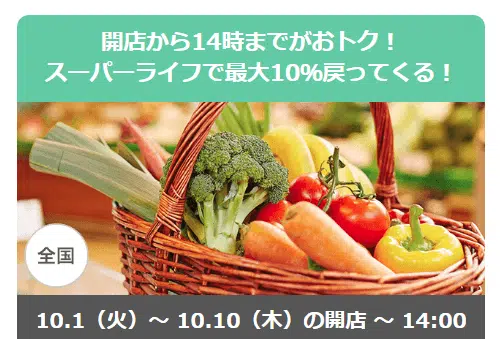 開店から14時までがおトク！
スーパーライフで最大10%戻ってくる！
全国
10.1（火）～ 10.10（木）の開店 ～ 14:00